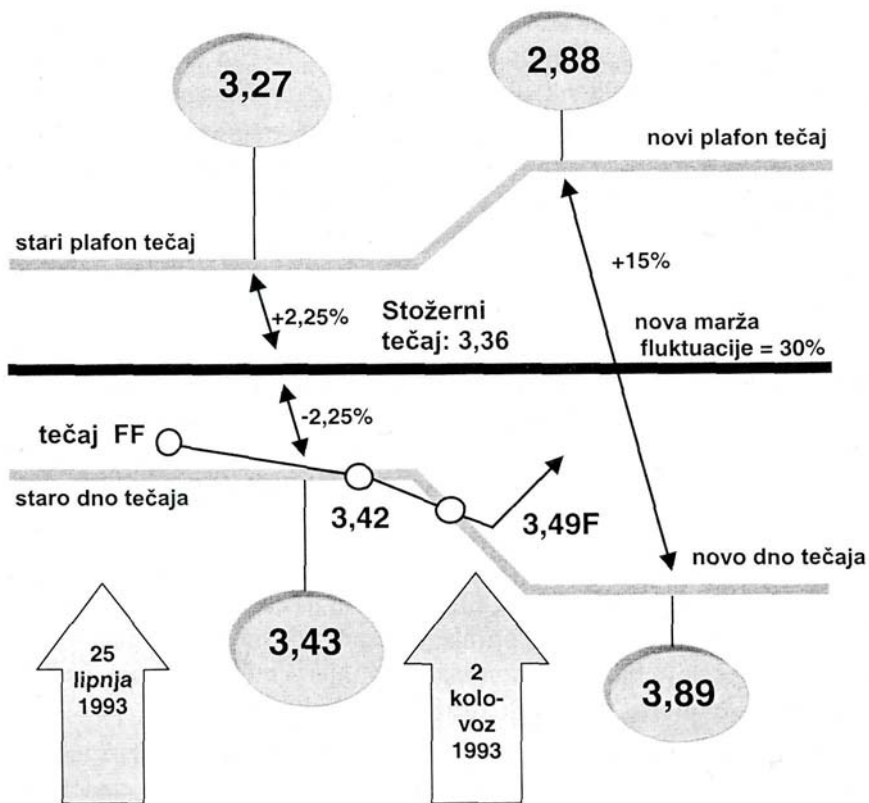 3,27
2,88
novi plafon tečaj
stari plafon tečaj
+15%
+2,25%
Stožerni
tečaj: 3,36
nova marža
fluktuacije = 30%
-2,25%
tečaj FF
staro dno tečaja
3,42
3,49F
novo dno tečaja
25
lipnja
1993
3,43
2
kolo-
voz
1993
3,89